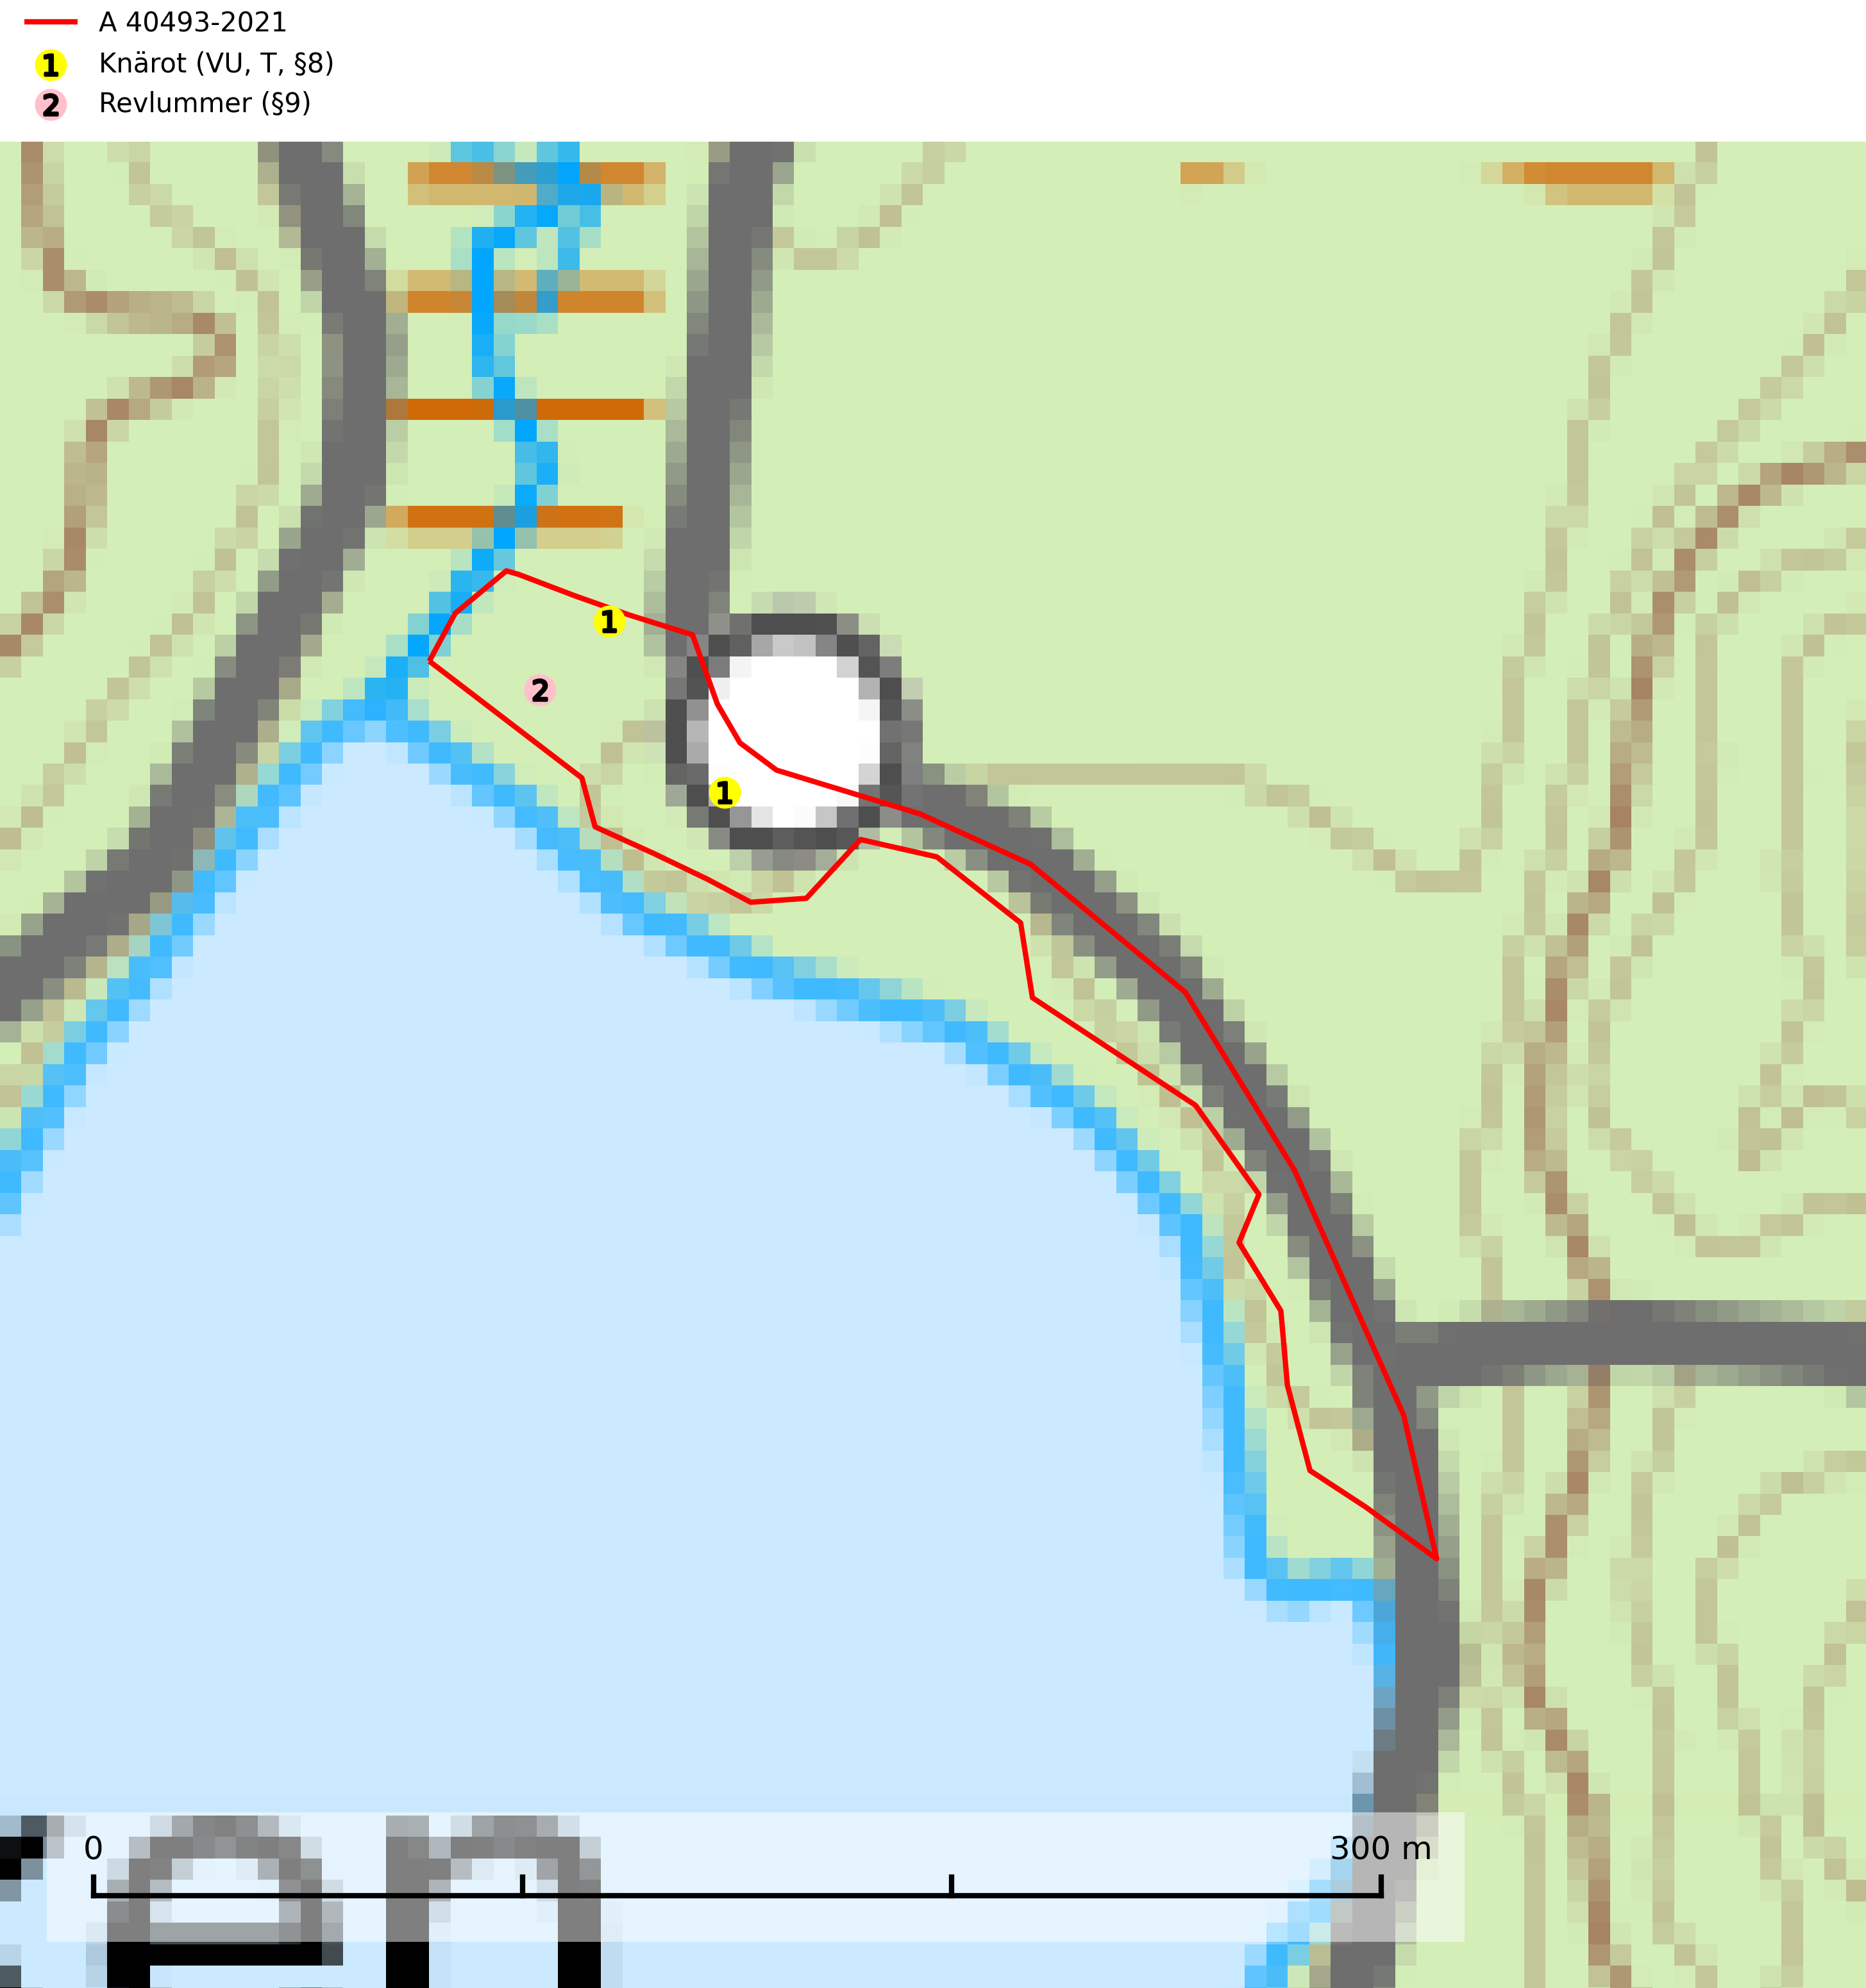 A 40493-2021
1 Knärot (VU, T, §8)
2 Revlummer (§9)
1
2
1
0 300 m